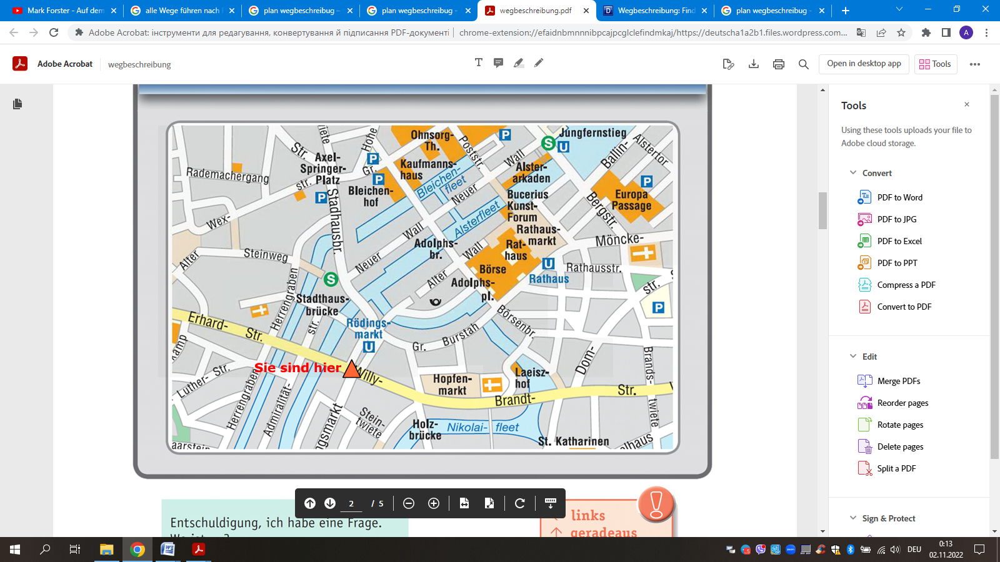 Mark Forster - Auf dem
alle Wege führen nach
plan wegbeschreibug -
plan wegbeschreibug -
wegbeschreibung.pdf
Wegbeschreibung: Find
plan wegbeschreibug -
Adobe Acrobat: інструменти для редагування, конвертування й підписання PDF-документі
chrome-extension://efaidnbmnnnibpcajpcglclefindmkaj/https://deutscha1a2b1.files.wordpress.com...
A
Adobe Acrobat
wegbeschreibung
Open in desktop app
Tools
Ohnsorg-
Th.
P
Jungfernstieg
S
U
Alstertor
Ballin-
Poststr.
Hohe
Str.
Axel-
Springer-
Platz
P
Gr.
Kaufmanns-
haus
Wall
Alster-
arkaden
Rademachergang
str.
P
Bleichen-
hof
Bleichen-
fleet
Neuer
P
Europa
Passage
P
Stadhausbr.
Bucerius
Kunst-
Forum
Bergstr.
Wex-
Wall
Alsterfleet
Rathaus-
markt
Möncke-
Adolphs-
br.
Wall
Rat-
haus
Alter
Steinweg
Neuer
Börse
U
Rathaus
Rathausstr.
S
Alter
Adolphs-
pl.
str.
Herrengraben
Stadthaus-
brücke
P
Erhard-
Str.
str.
Rödings-
markt
U
Börsenbr.
Gr.
Burstah
kamp
Dom-
Brands-
twiete
Sie sind hier
Willy-
Luther-
Str.
Hopfen-
markt
Laeisz-
hof
Brandt-
Str.
Herrengraben
Admiralität-
Stein-
twiete
Holz-
brücke
Nikolai-
fleet
St. Katharinen
2 / 5
Entschuldigung, ich habe eine Frage.
links
geradeaus
Tools
Using these tools uploads your file to
Adobe cloud storage.
Convert
PDF to Word
PDF to JPG
PDF to Excel
PDF to PPT
Compress a PDF
Convert to PDF
Edit
Merge PDFs
Reorder pages
Rotate pages
Delete pages
Split a PDF
Sign & Protect
DEU
0:13
02.11.2022